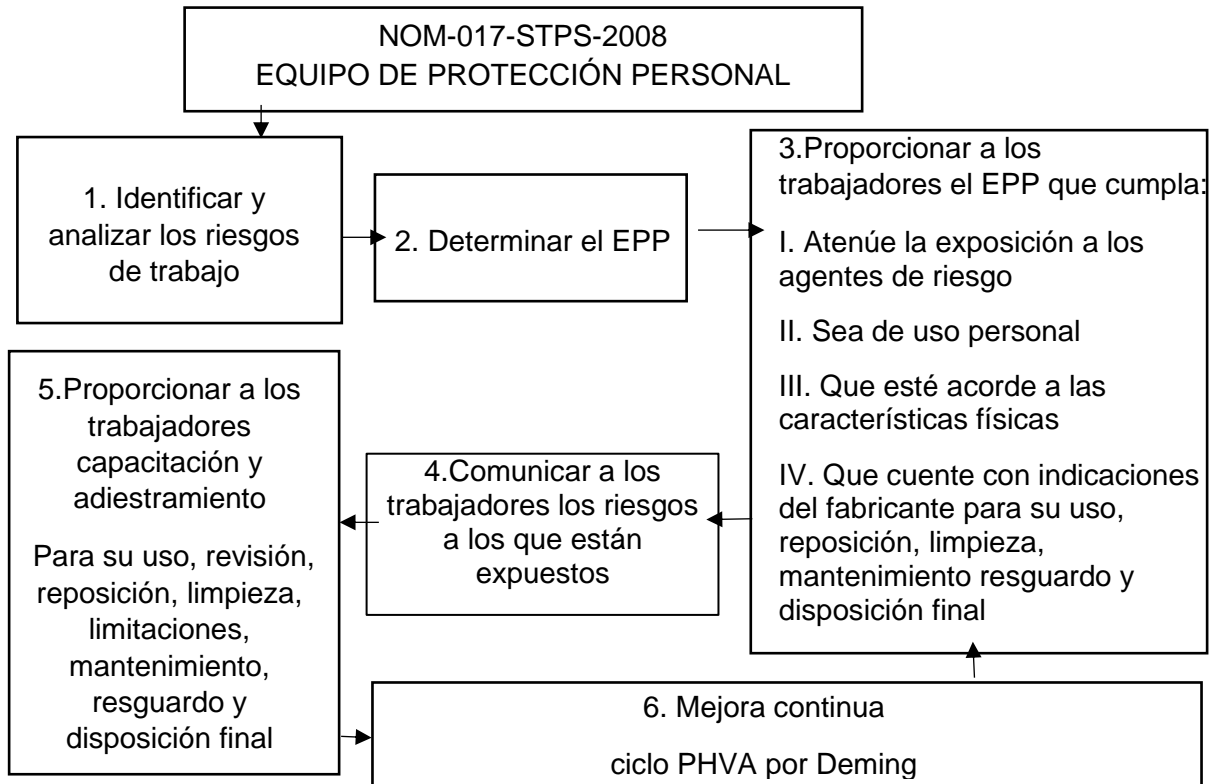 NOM-017-STPS-2008
EQUIPO DE PROTECCIÓN PERSONAL
1. Identificar y
analizar los riesgos
de trabajo
2. Determinar el EPP
3.Proporcionar a los
trabajadores el EPP que cumpla:
I. Atenúe la exposición a los
agentes de riesgo
II. Sea de uso personal
III. Que esté acorde a las
características físicas
IV. Que cuente con indicaciones
del fabricante para su uso,
reposición, limpieza,
mantenimiento resguardo y
disposición final
4.Comunicar a los
trabajadores los riesgos
a los que están
expuestos
5.Proporcionar a los
trabajadores
capacitación y
adiestramiento
Para su uso, revisión,
reposición, limpieza,
limitaciones,
mantenimiento,
resguardo y
disposición final
6. Mejora continua
ciclo PHVA por Deming